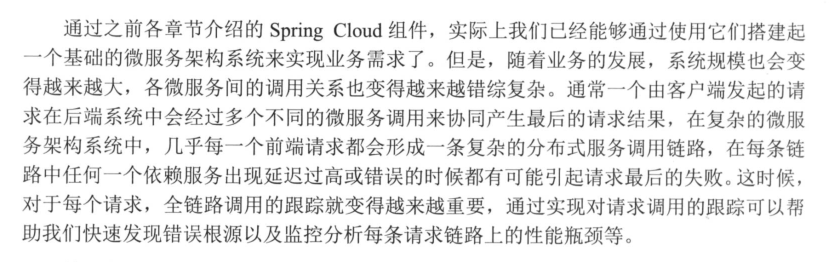 通过之前各章节介绍的 Spring Cloud 组件，实际上我们已经能够通过使用它们搭建起
一个基础的微服务架构系统来实现业务需求了。但是，随着业务的发展，系统规模也会变
得越来越大，各微服务间的调用关系也变得越来越错综复杂。通常一个由客户端发起的请
求在后端系统中会经过多个不同的微服务调用来协同产生最后的请求结果，在复杂的微服
务架构系统中，几乎每一个前端请求都会形成一条复杂的分布式服务调用链路，在每条链
路中任何一个依赖服务出现延迟过高或错误的时候都有可能引起请求最后的失败。这时候，
对于每个请求，全链路调用的跟踪就变得越来越重要，通过实现对请求调用的跟踪可以帮
助我们快速发现错误根源以及监控分析每条请求链路上的性能瓶颈等。